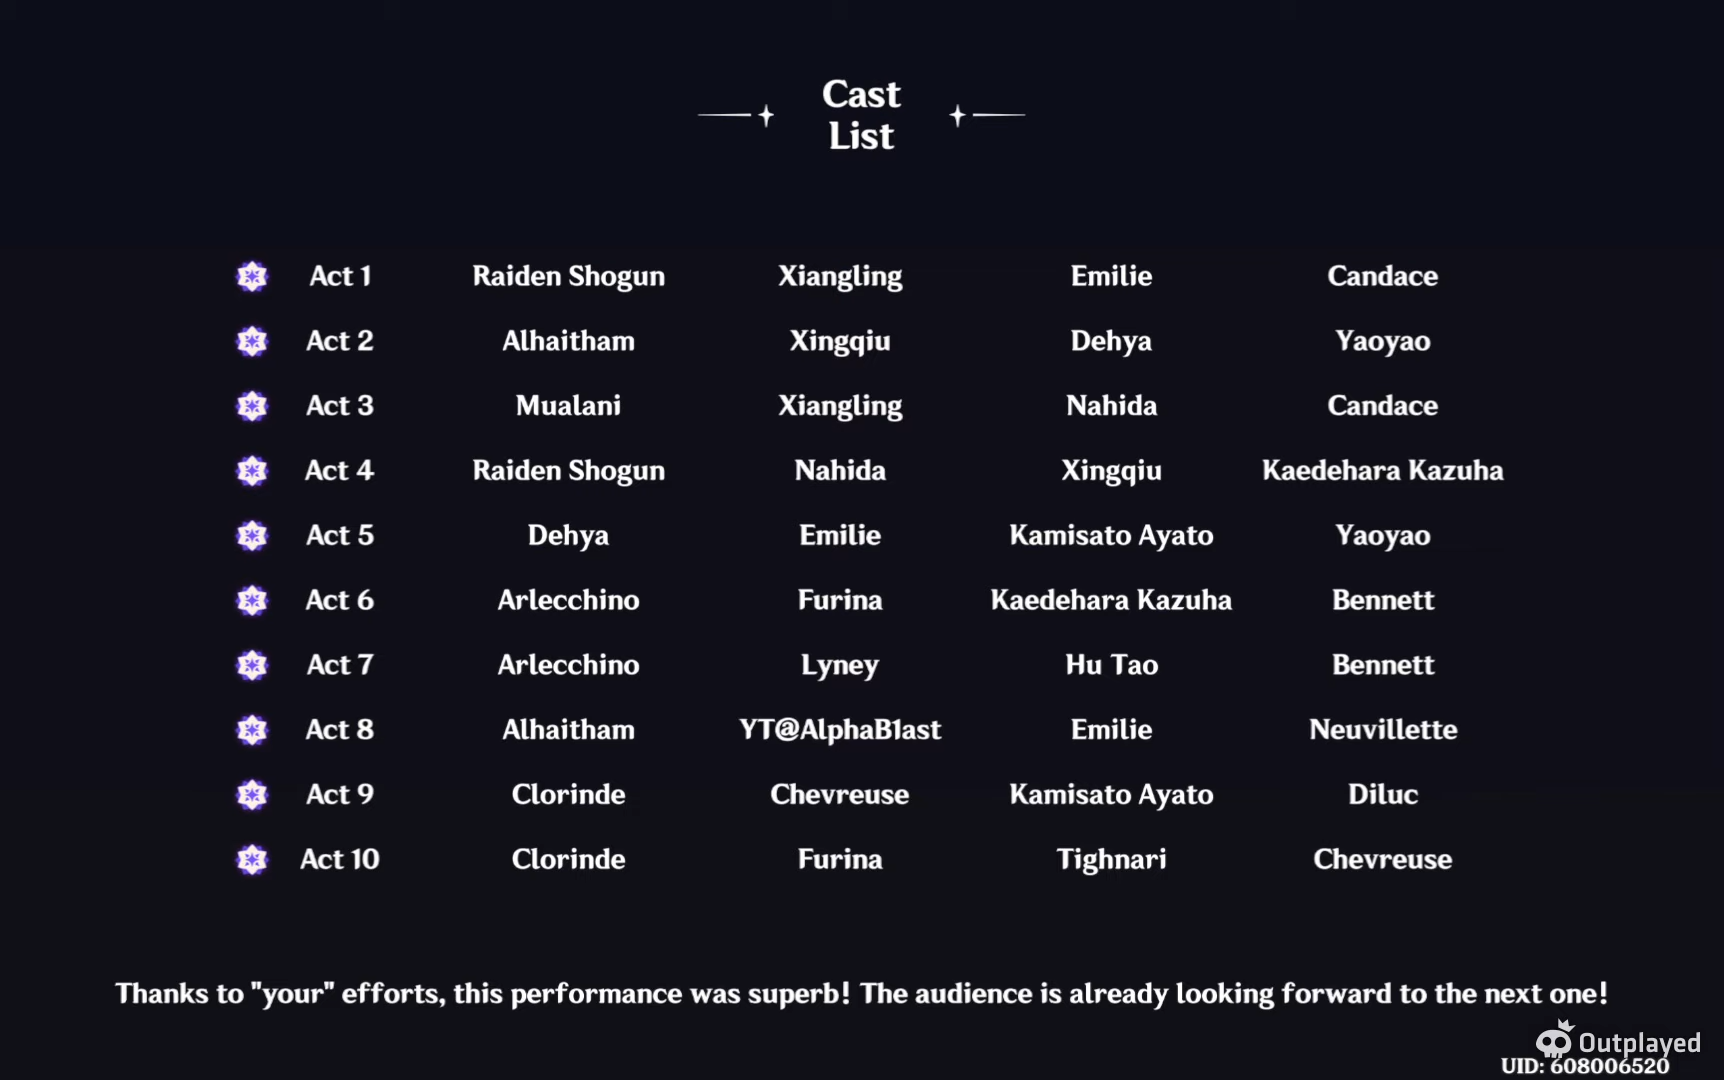 Cast
List
Act 1 Raiden Shogun Xiangling Emilie Candace
Act 2 Alhaitham Xingqiu Dehya Yaoyao
Act 3 Mualani Xiangling Nahida Candace
Act 4 Raiden Shogun Nahida Xingqiu Kaedehara Kazuha
Act 5 Dehya Emilie Kamisato Ayato Yaoyao
Act 6 Arlecchino Furina Kaedehara Kazuha Bennett
Act 7 Arlecchino Lyney Hu Tao Bennett
Act 8 Alhaitham YT@AlphaB1ast Emilie Neuvillette
Act 9 Clorinde Chevreuse Kamisato Ayato Diluc
Act 10 Clorinde Furina Tighnari Chevreuse
Thanks to "your" efforts, this performance was superb! The audience is already looking forward to the next one!
Outplayed
UID: 608006520